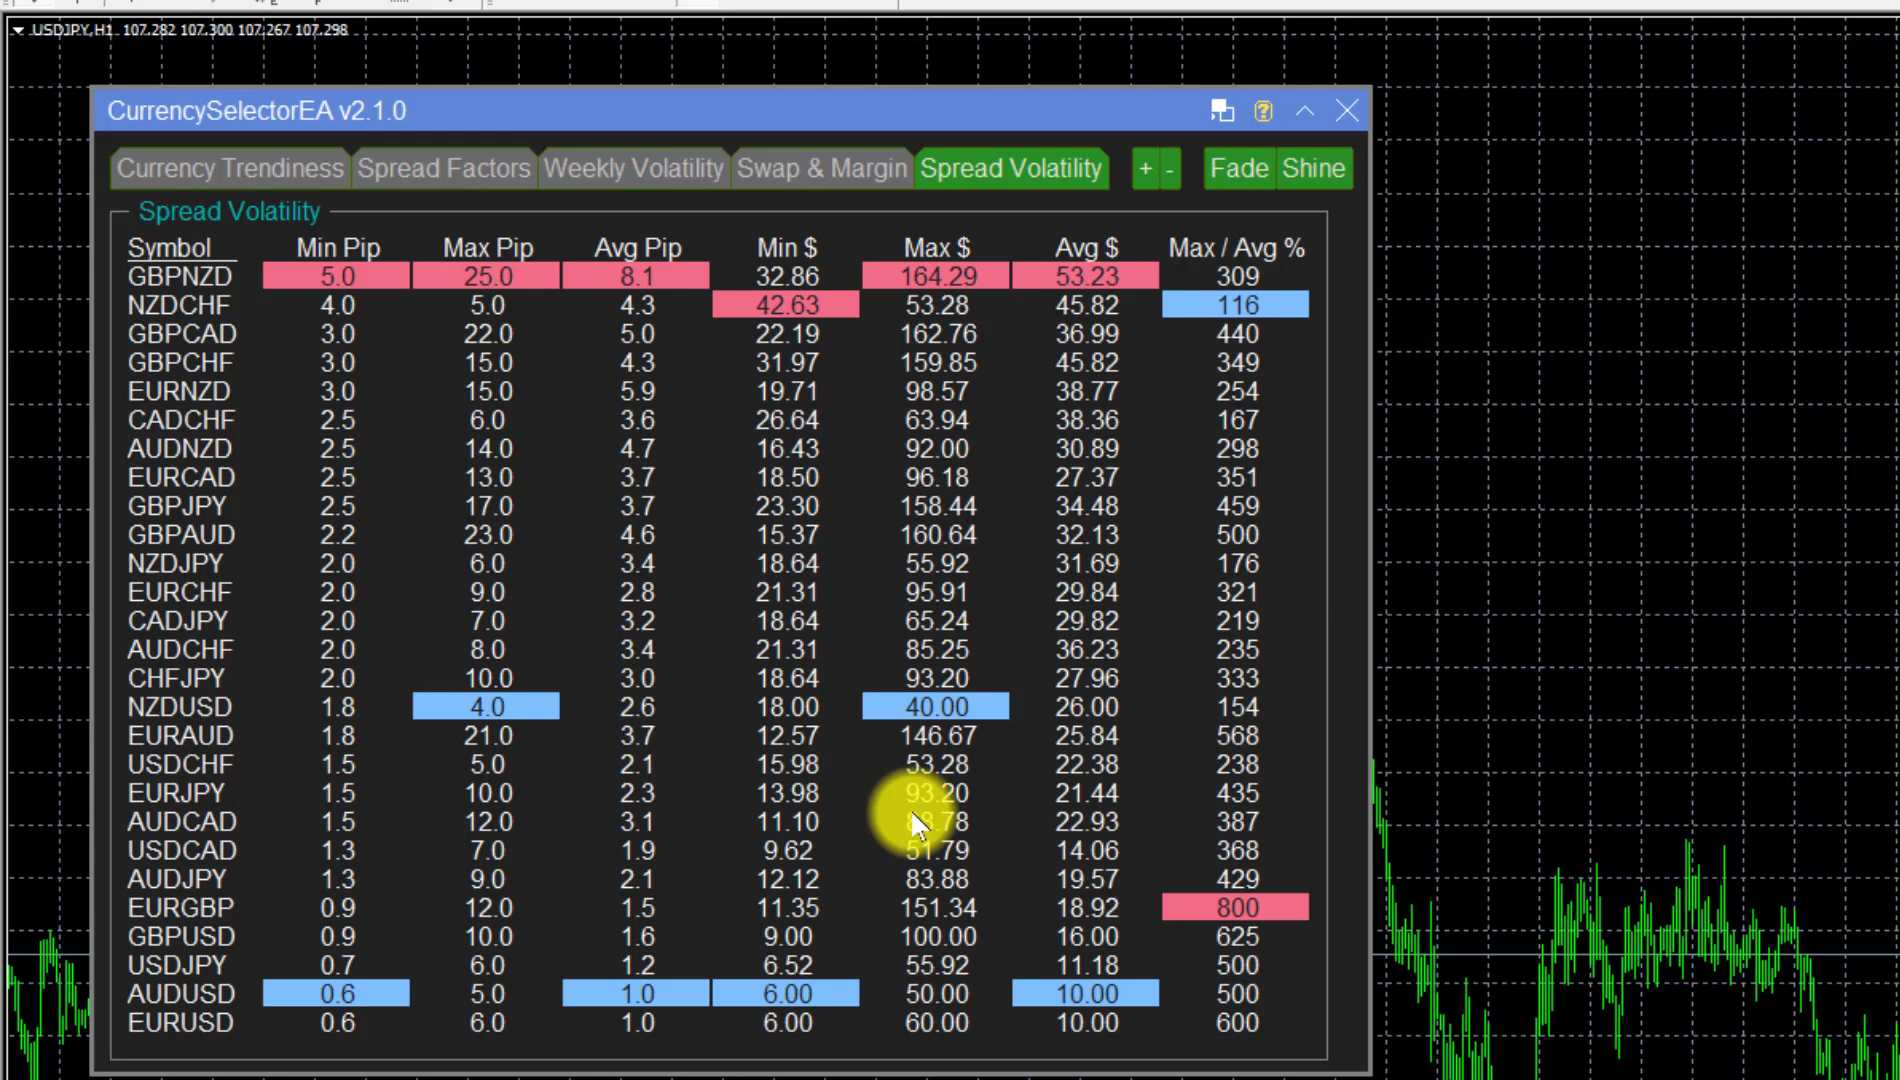 USDJPY,H1 107.282 107.300 107.267 107.298
CurrencySelectorEA v2.1.0
Currency Trendiness Spread Factors Weekly Volatility Swap & Margin Spread Volatility + - Fade Shine
Spread Volatility
Symbol Min Pip Max Pip Avg Pip Min $ Max $ Avg $ Max / Avg %
GBPNZD 5.0 25.0 8.1 32.86 164.29 53.23 309
NZDCHF 4.0 5.0 4.3 42.63 53.28 45.82 116
GBPCAD 3.0 22.0 5.0 22.19 162.76 36.99 440
GBPCHF 3.0 15.0 4.3 31.97 159.85 45.82 349
EURNZD 3.0 15.0 5.9 19.71 98.57 38.77 254
CADCHF 2.5 6.0 3.6 26.64 63.94 38.36 167
AUDNZD 2.5 14.0 4.7 16.43 92.00 30.89 298
EURCAD 2.5 13.0 3.7 18.50 96.18 27.37 351
GBPJPY 2.5 17.0 3.7 23.30 158.44 34.48 459
GBPAUD 2.2 23.0 4.6 15.37 160.64 32.13 500
NZDJPY 2.0 6.0 3.4 18.64 55.92 31.69 176
EURCHF 2.0 9.0 2.8 21.31 95.91 29.84 321
CADJPY 2.0 7.0 3.2 18.64 65.24 29.82 219
AUDCHF 2.0 8.0 3.4 21.31 85.25 36.23 235
CHFJPY 2.0 10.0 3.0 18.64 93.20 27.96 333
NZDUSD 1.8 4.0 2.6 18.00 40.00 26.00 154
EURAUD 1.8 21.0 3.7 12.57 146.67 25.84 568
USDCHF 1.5 5.0 2.1 15.98 53.28 22.38 238
EURJPY 1.5 10.0 2.3 13.98 93.20 21.44 435
AUDCAD 1.5 12.0 3.1 11.10 88.78 22.93 387
USDCAD 1.3 7.0 1.9 9.62 51.79 14.06 368
AUDJPY 1.3 9.0 2.1 12.12 83.88 19.57 429
EURGBP 0.9 12.0 1.5 11.35 151.34 18.92 800
GBPUSD 0.9 10.0 1.6 9.00 100.00 16.00 625
USDJPY 0.7 6.0 1.2 6.52 55.92 11.18 500
AUDUSD 0.6 5.0 1.0 6.00 50.00 10.00 500
EURUSD 0.6 6.0 1.0 6.00 60.00 10.00 600